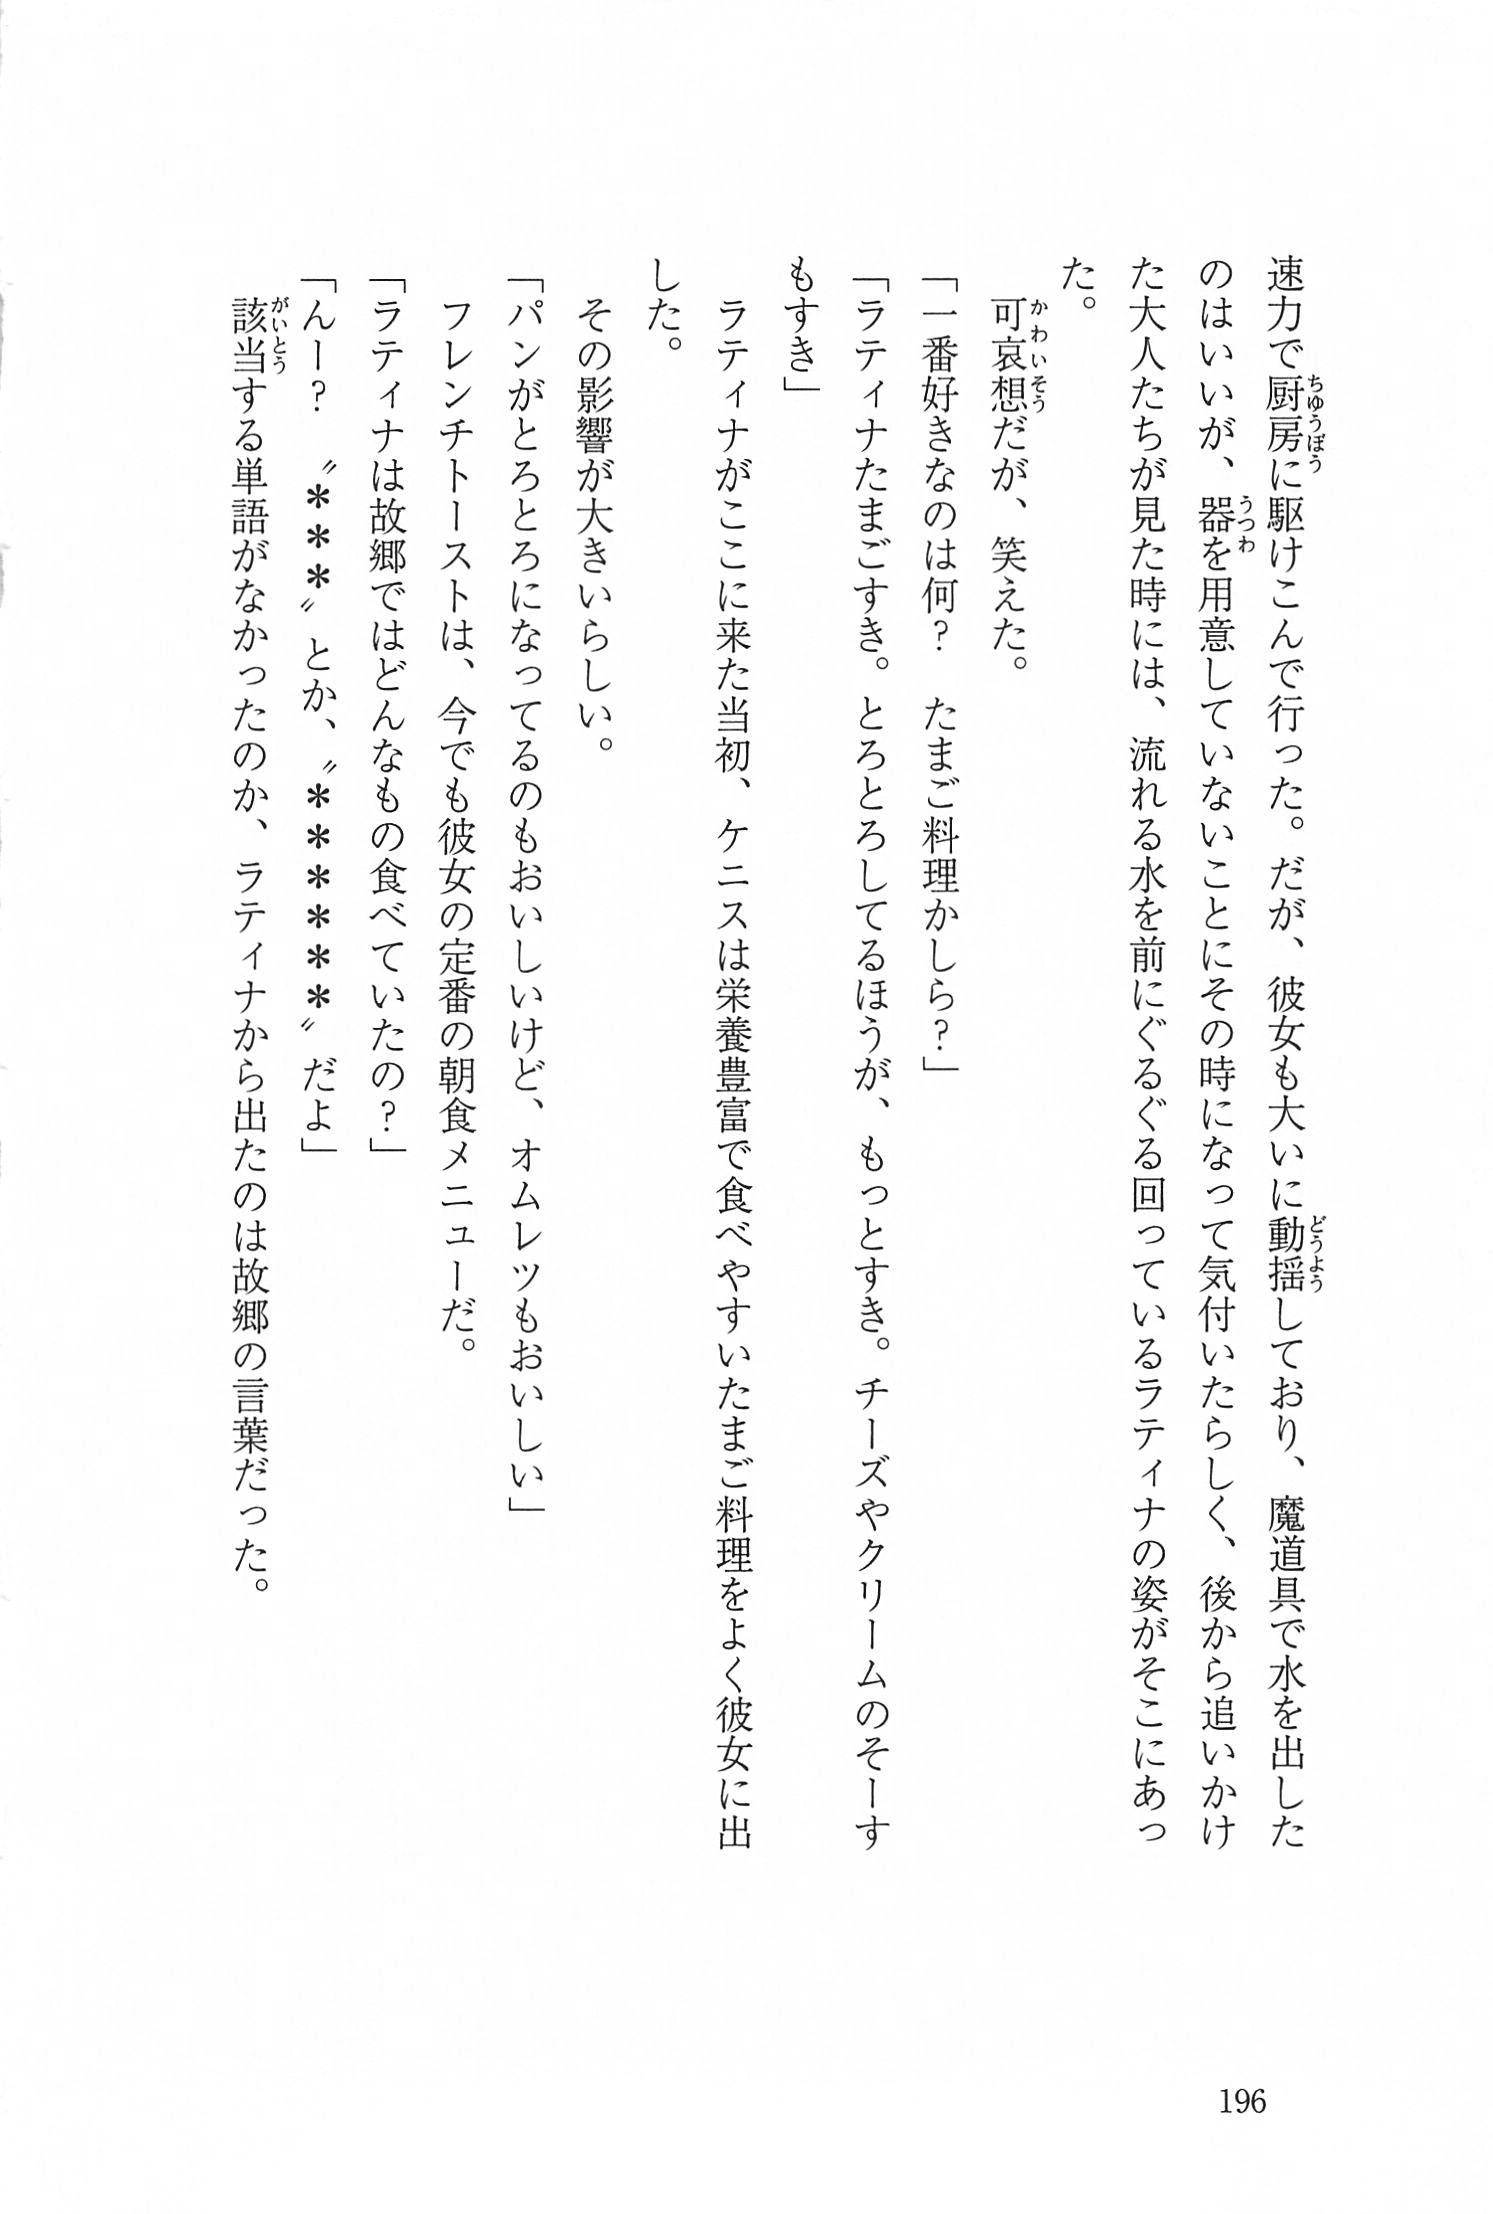 速力で厨房に駆けこんで行った。だが、彼女も大いに動揺しており、魔道具で水を出した
のはいいが、器を用意していないことにその時になって気付いたらしく、後から追いかけ
た大人たちが見た時には、流れる水を前にぐるぐる回っているラティナの姿がそこにあっ
た。
　可哀想だが、笑えた。
「一番好きなのは何？　たまご料理かしら？」
「ラティナたまごすき。とろとろしてるほうが、もっとすき。チーズやクリームのそーす
もすき」
　ラティナがここに来た当初、ケニスは栄養豊富で食べやすいたまご料理をよく彼女に出
した。
　その影響が大きいらしい。
「パンがとろとろになってるのもおいしいけど、オムレツもおいしい」
　フレンチトーストは、今でも彼女の定番の朝食メニューだ。
「ラティナは故郷ではどんなもの食べていたの？」
「んー？　〝＊＊＊〟とか、〝＊＊＊＊＊＊〟だよ」
　該当する単語がなかったのか、ラティナから出たのは故郷の言葉だった。
196